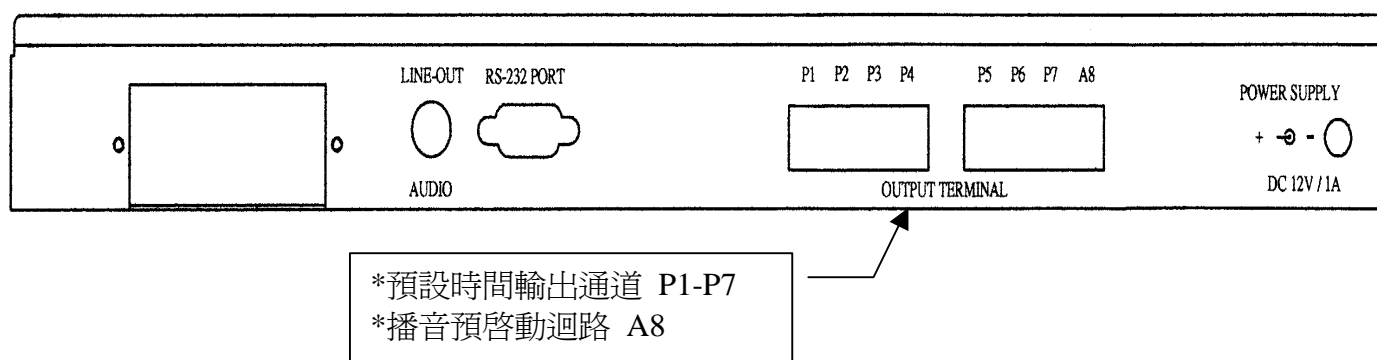 LINE-OUT RS-232 PORT P1 P2 P3 P4 P5 P6 P7 A8
POWER SUPPLY
+ -
AUDIO OUTPUT TERMINAL DC 12V / 1A
*預設時間輸出通道 P1-P7
*播音預啓動迴路 A8